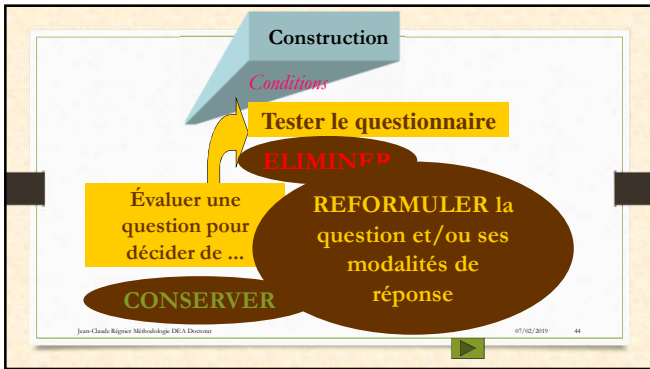 Construction
Conditions
Tester le questionnaire
ELIMINER
Évaluer une
question pour
décider de ...
REFORMULER la
question et/ou ses
modalités de
réponse
CONSERVER
Jean-Claude Régnier Méthodologie DEA Doctorat
07/02/2019
44